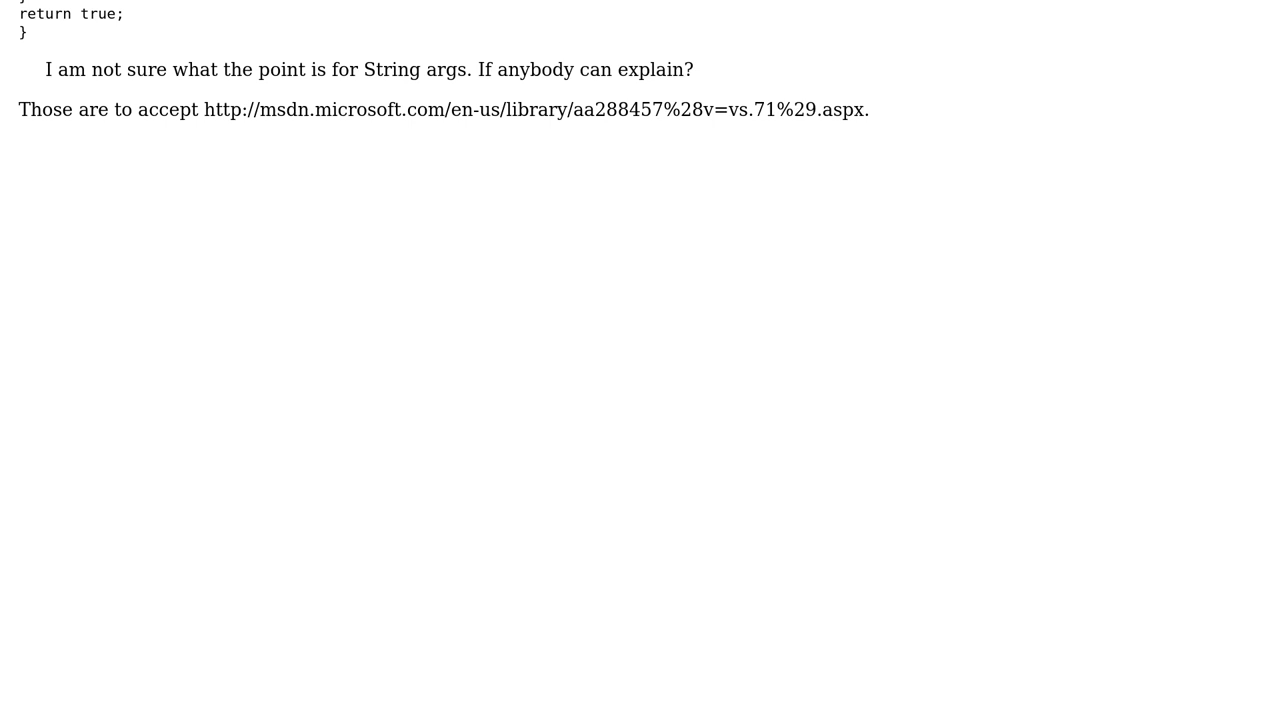 }
return true;
}
I am not sure what the point is for String args. If anybody can explain?
Those are to accept http://msdn.microsoft.com/en-us/library/aa288457%28v=vs.71%29.aspx.